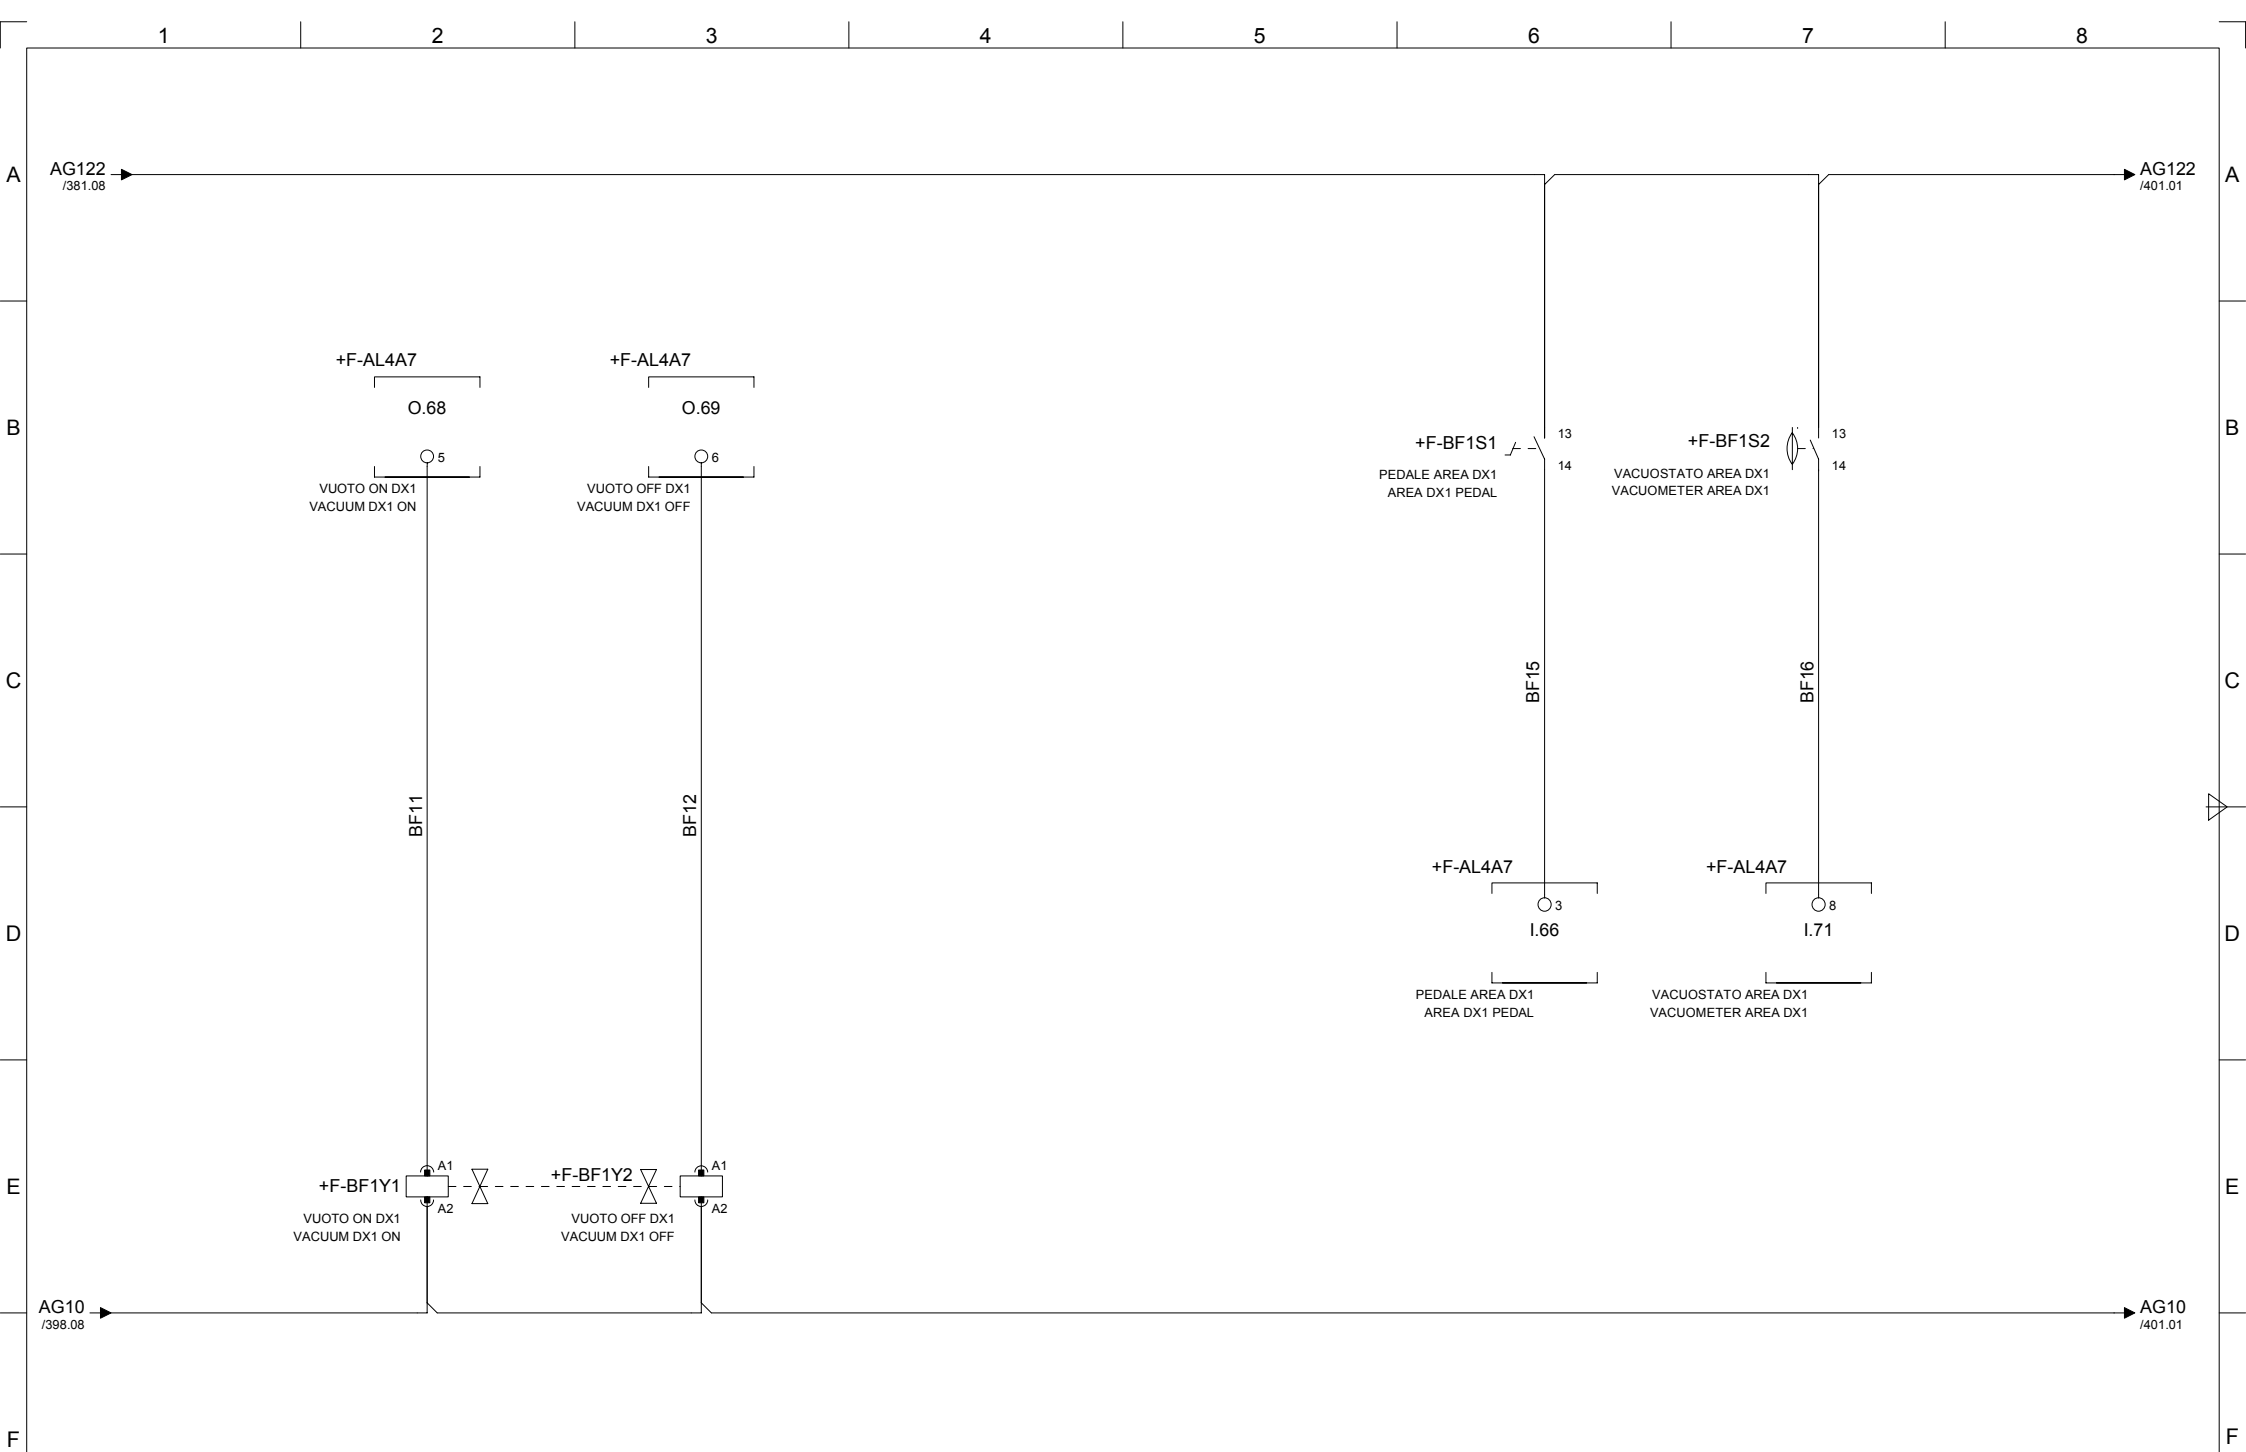 1 2 3 4 5 6 7 8
A AG122 AG122 A
/381.08 /401.01
+F-AL4A7 +F-AL4A7
O.68 O.69
B B
+F-BF1S1 13 +F-BF1S2 13
14 14
5 6
PEDALE AREA DX1 VACUOSTATO AREA DX1
AREA DX1 PEDAL VACUOMETER AREA DX1
VUOTO ON DX1 VUOTO OFF DX1
VACUUM DX1 ON VACUUM DX1 OFF
C BF15 BF16 C
BF11 BF12
+F-AL4A7 +F-AL4A7
3 8
D I.66 I.71 D
PEDALE AREA DX1 VACUOSTATO AREA DX1
AREA DX1 PEDAL VACUOMETER AREA DX1
A1 A1
E +F-BF1Y1 +F-BF1Y2 E
A2 A2
VUOTO ON DX1 VUOTO OFF DX1
VACUUM DX1 ON VACUUM DX1 OFF
AG10 AG10
/398.08 /401.01
F F